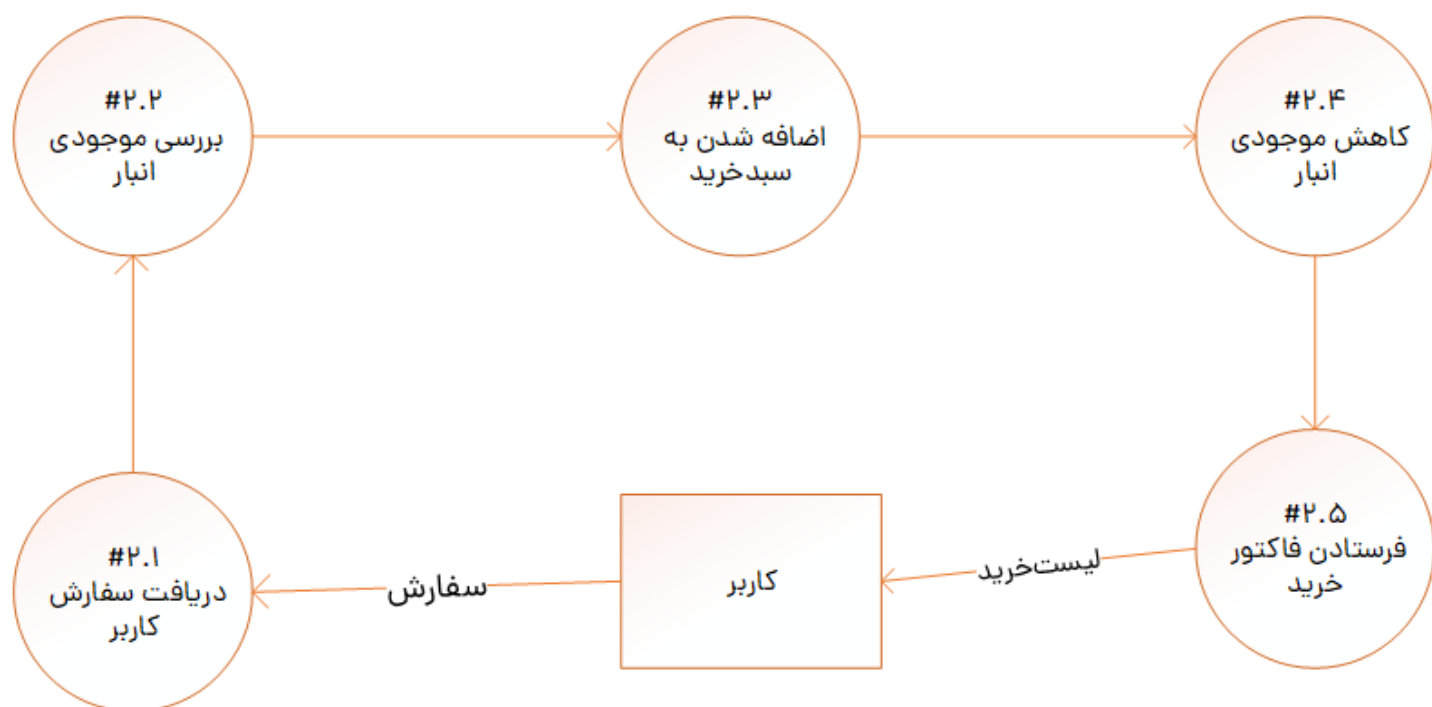 #۲.۲
بررسی موجودی
انبار
#۲.۳
اضافه شدن به
سبدخرید
#۲.۴
کاهش موجودی
انبار
#۲.۱
دریافت سفارش
کاربر
سفارش
کاربر
لیست‌خرید
#۲.۵
فرستادن فاکتور
خرید